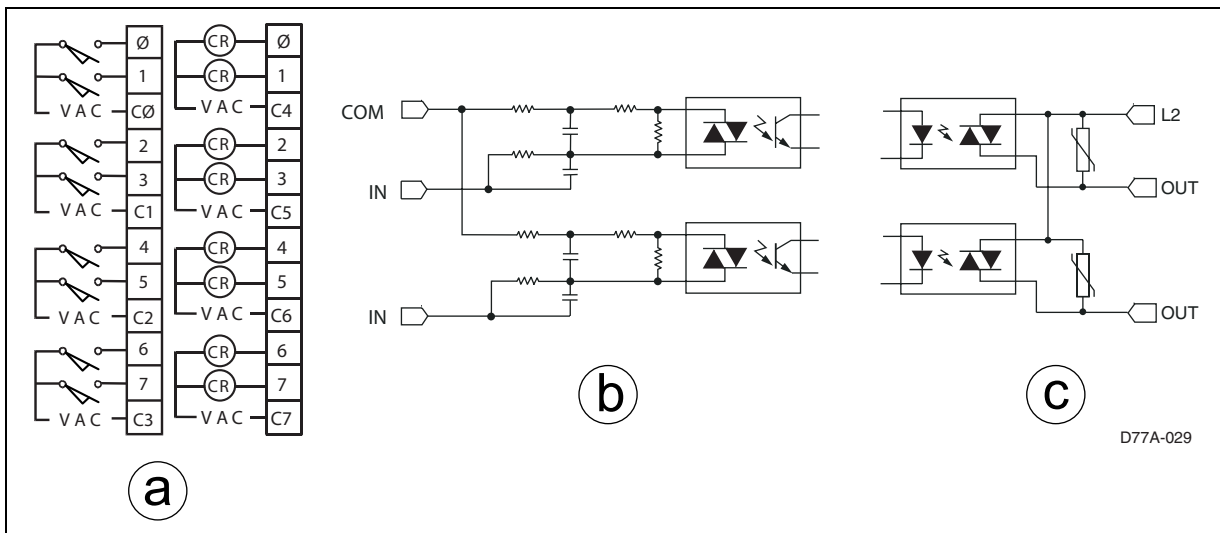 Ø CR Ø
1 CR 1
VAC CØ VAC C4
2 CR 2
3 CR 3
VAC C1 VAC C5
4 CR 4
5 CR 5
VAC C2 VAC C6
6 CR 6
7 CR 7
VAC C3 VAC C7
a
COM
IN
IN
b
L2
OUT
OUT
c
D77A-029